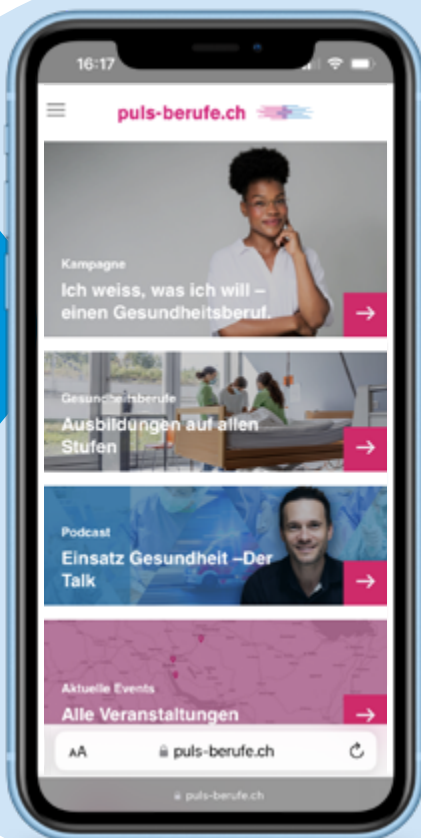 16:17
puls-berufe.ch
Kampagne
Ich weiss, was ich will –
einen Gesundheitsberuf.
Gesundheitsberufe
Ausbildungen auf allen
Stufen
Podcast
Einsatz Gesundheit –Der
Talk
Aktuelle Events
Alle Veranstaltungen
AA
puls-berufe.ch
puls-berufe.ch